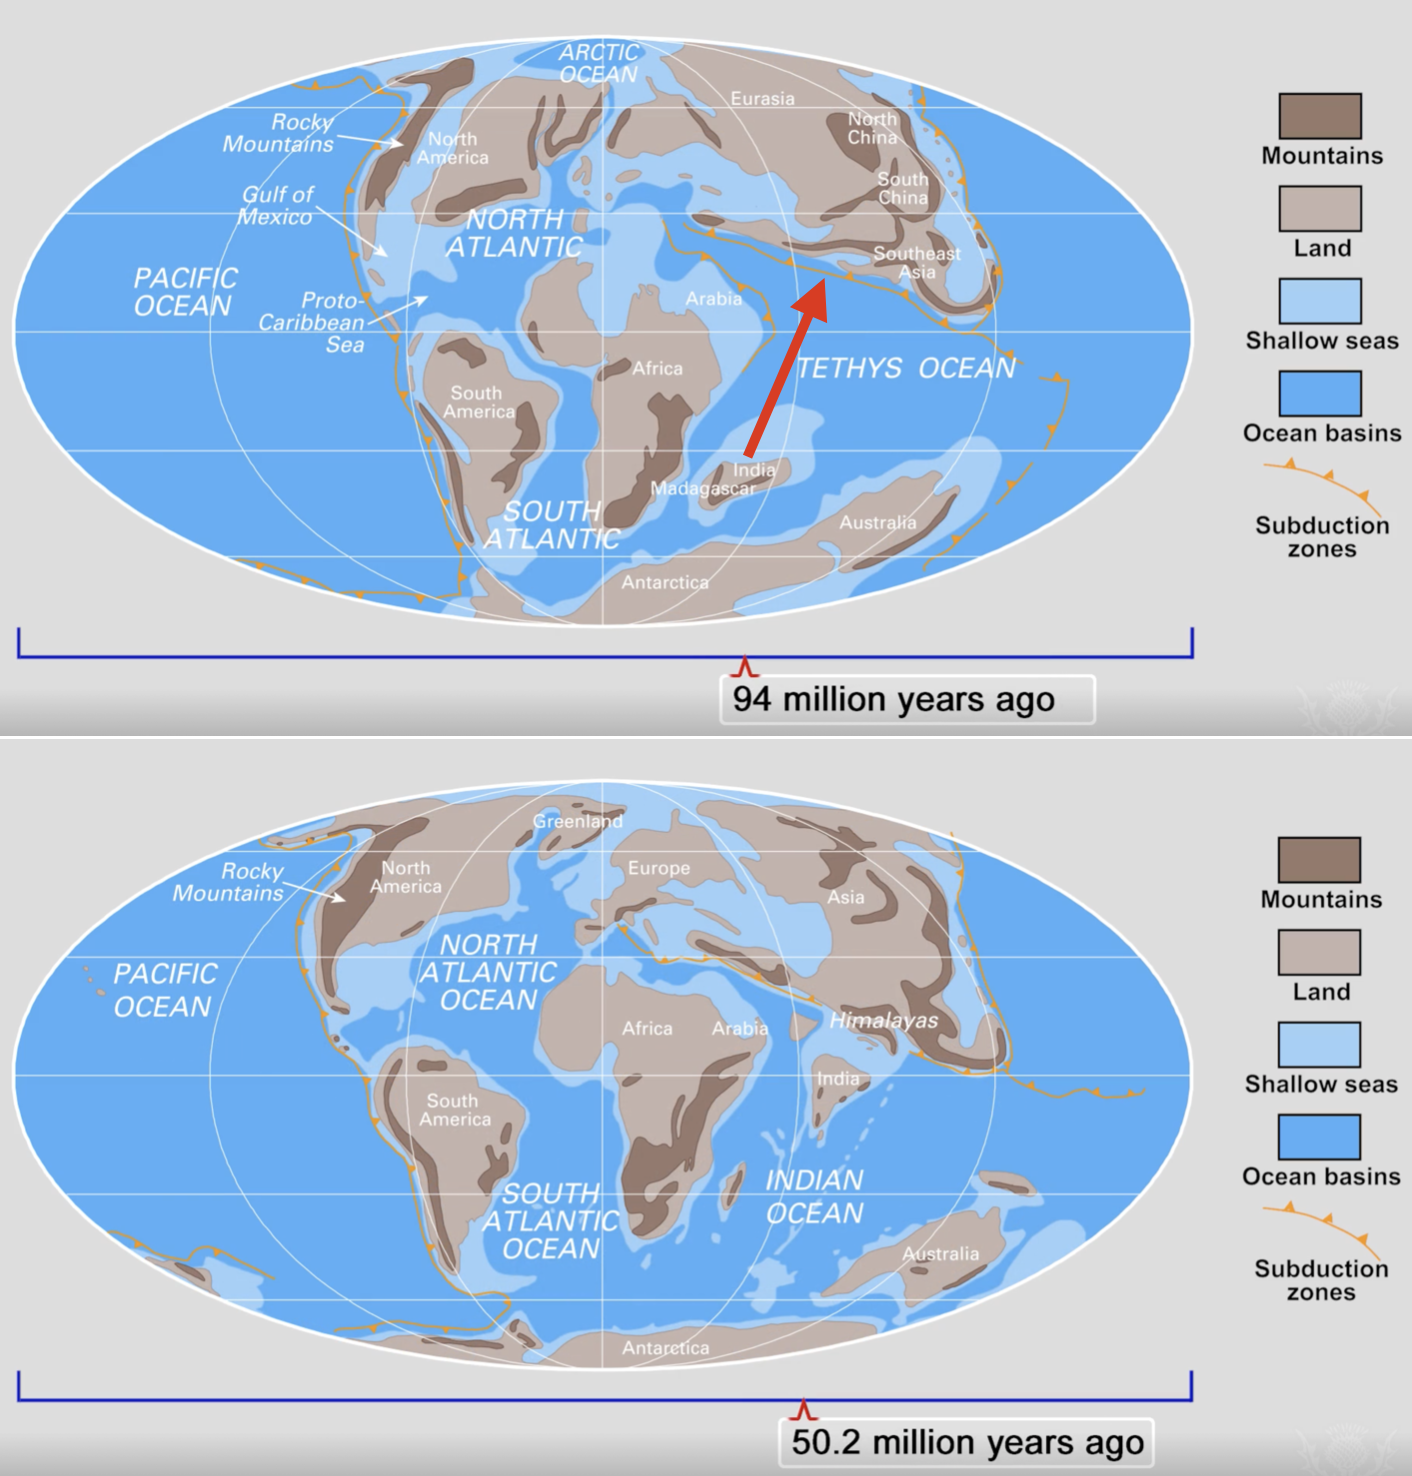 ARCTIC
OCEAN
Eurasia
Rocky
Mountains
North
America
North
China
Gulf of
Mexico
South
China
NORTH
ATLANTIC
Southeast
Asia
PACIFIC
OCEAN
Proto-
Caribbean
Sea
Arabia
TETHYS OCEAN
Africa
South
America
India
Madagascar
SOUTH
ATLANTIC
Australia
Antarctica
Mountains
Land
Shallow seas
Ocean basins
Subduction
zones
94 million years ago
Greenland
Rocky
Mountains
North
America
Europe
Asia
NORTH
ATLANTIC
OCEAN
PACIFIC
OCEAN
Africa
Arabia
Himalayas
India
South
America
SOUTH
ATLANTIC
OCEAN
INDIAN
OCEAN
Australia
Antarctica
Mountains
Land
Shallow seas
Ocean basins
Subduction
zones
50.2 million years ago